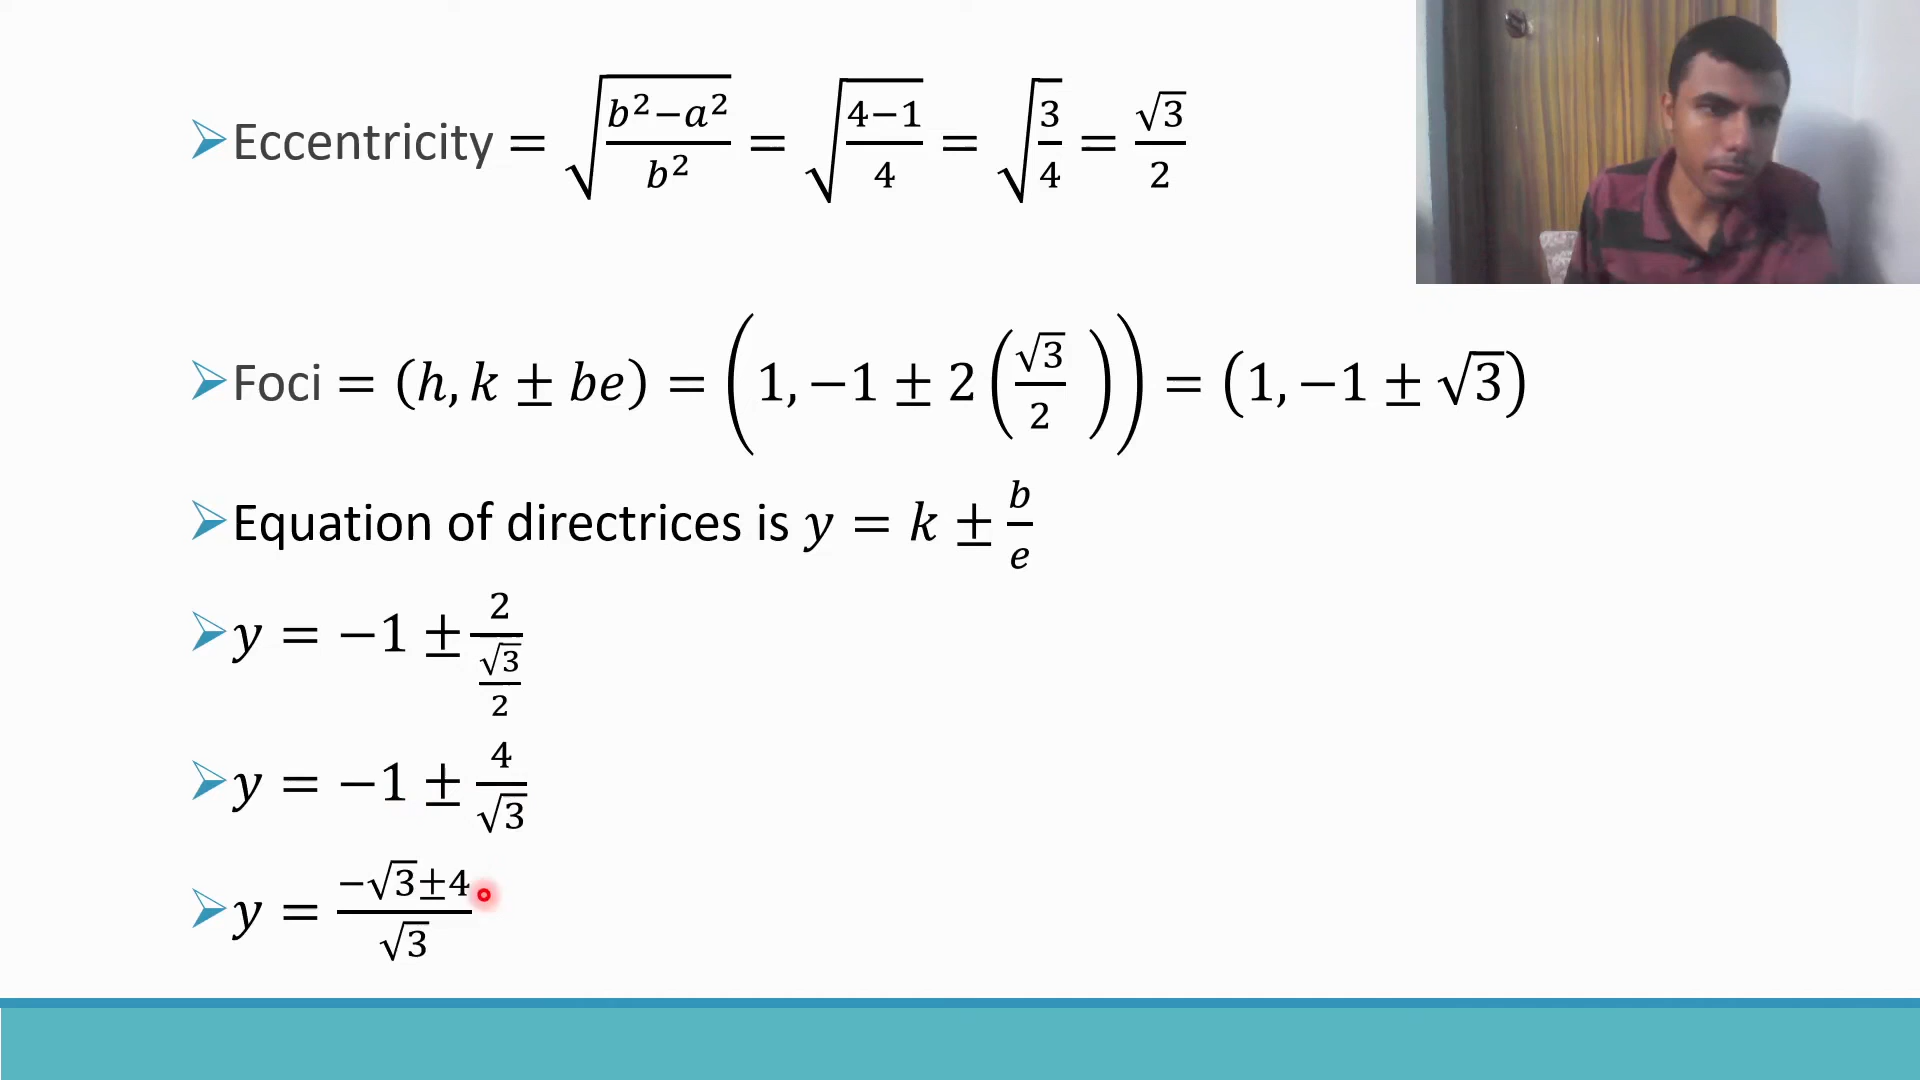 ➢Eccentricity = √((b²−a²)/b²) = √((4−1)/4) = √(3/4) = √3/2
➢Foci = (h, k ± be) = (1, −1 ± 2(√3/2)) = (1, −1 ± √3)
➢Equation of directrices is y = k ± b/e
➢y = −1 ± 2/(√3/2)
➢y = −1 ± 4/√3
➢y = (−√3±4)/√3